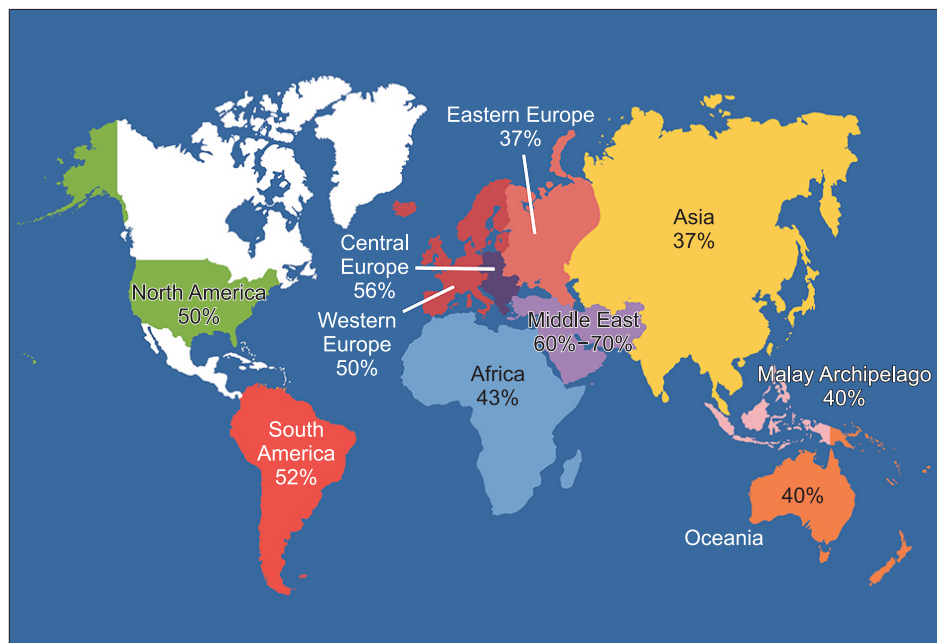 Eastern Europe
37%
Asia
37%
Central
Europe
56%
North America
50%
Western
Europe
50%
Middle East
60%–70%
Africa
43%
Malay Archipelago
40%
South
America
52%
40%
Oceania